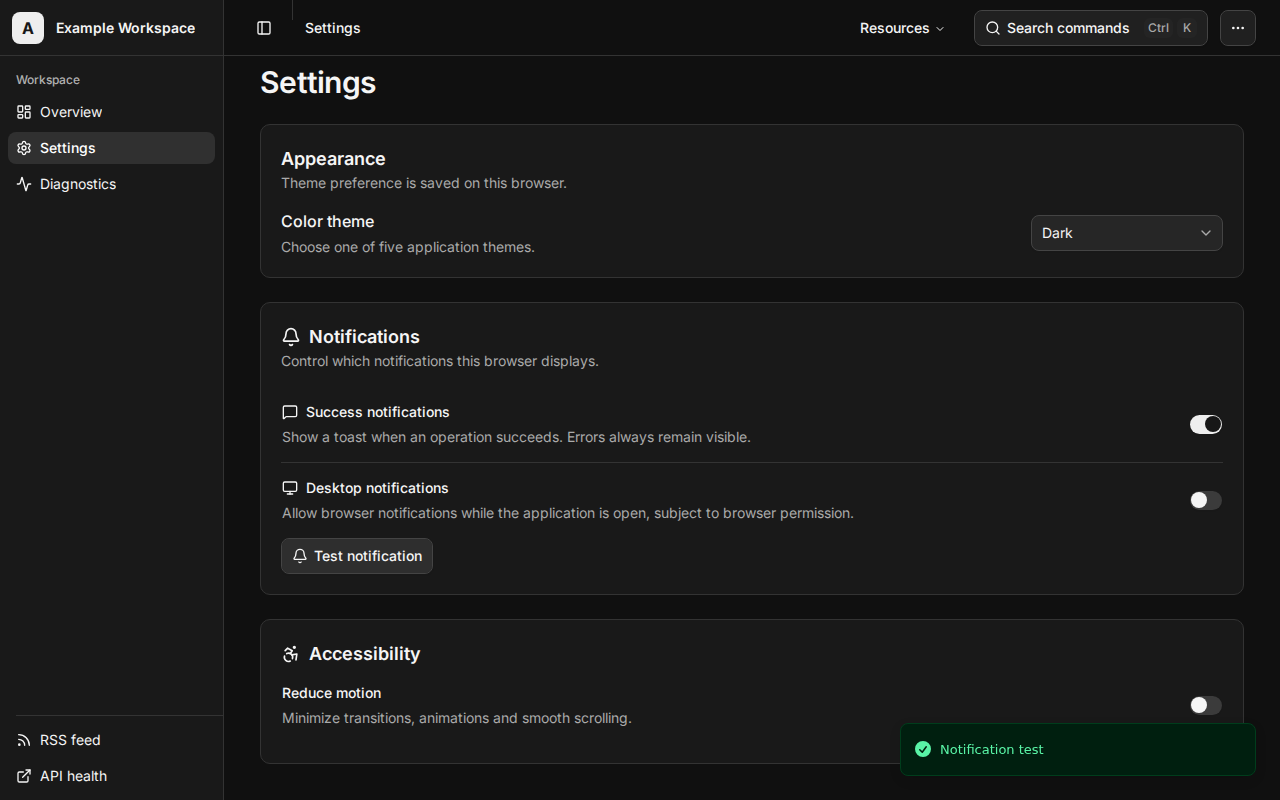 A
Example Workspace
Settings
Resources
Search commands
Ctrl K
Workspace
Overview
Settings
Diagnostics
RSS feed
API health
Settings
Appearance
Theme preference is saved on this browser.
Color theme
Choose one of five application themes.
Dark
Notifications
Control which notifications this browser displays.
Success notifications
Show a toast when an operation succeeds. Errors always remain visible.
Desktop notifications
Allow browser notifications while the application is open, subject to browser permission.
Test notification
Accessibility
Reduce motion
Minimize transitions, animations and smooth scrolling.
Notification test